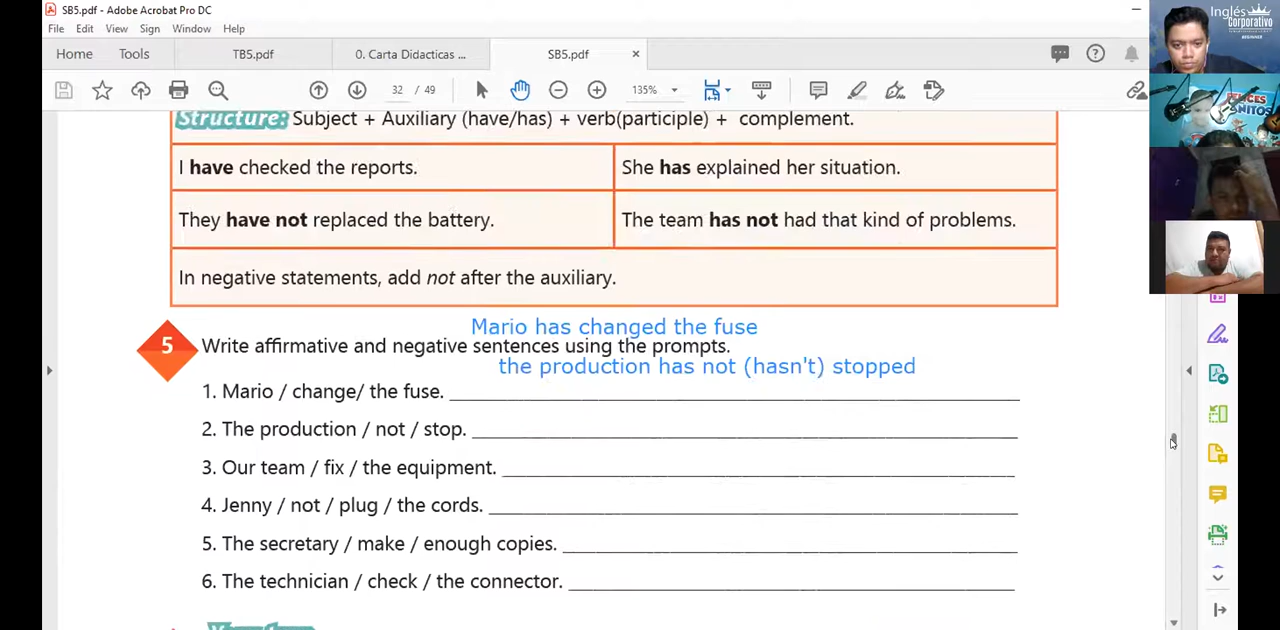 SB5.pdf - Adobe Acrobat Pro DC
File Edit View Sign Window Help
Home Tools TB5.pdf 0. Carta Didacticas ... SB5.pdf ×
32 / 49 135%
Inglés
Corporativo
BEGINNER
Structure: Subject + Auxiliary (have/has) + verb(participle) + complement.
I have checked the reports. She has explained her situation.
They have not replaced the battery. The team has not had that kind of problems.
In negative statements, add not after the auxiliary.
Mario has changed the fuse
5 Write affirmative and negative sentences using the prompts.
the production has not (hasn't) stopped
1. Mario / change/ the fuse.
2. The production / not / stop.
3. Our team / fix / the equipment.
4. Jenny / not / plug / the cords.
5. The secretary / make / enough copies.
6. The technician / check / the connector.